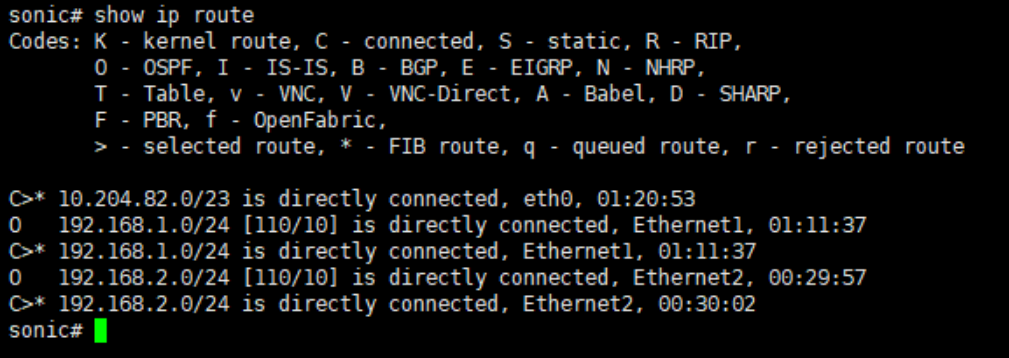 sonic# show ip route
Codes: K - kernel route, C - connected, S - static, R - RIP,
       O - OSPF, I - IS-IS, B - BGP, E - EIGRP, N - NHRP,
       T - Table, v - VNC, V - VNC-Direct, A - Babel, D - SHARP,
       F - PBR, f - OpenFabric,
       > - selected route, * - FIB route, q - queued route, r - rejected route

C>* 10.204.82.0/23 is directly connected, eth0, 01:20:53
O   192.168.1.0/24 [110/10] is directly connected, Ethernet1, 01:11:37
C>* 192.168.1.0/24 is directly connected, Ethernet1, 01:11:37
O   192.168.2.0/24 [110/10] is directly connected, Ethernet2, 00:29:57
C>* 192.168.2.0/24 is directly connected, Ethernet2, 00:30:02
sonic#